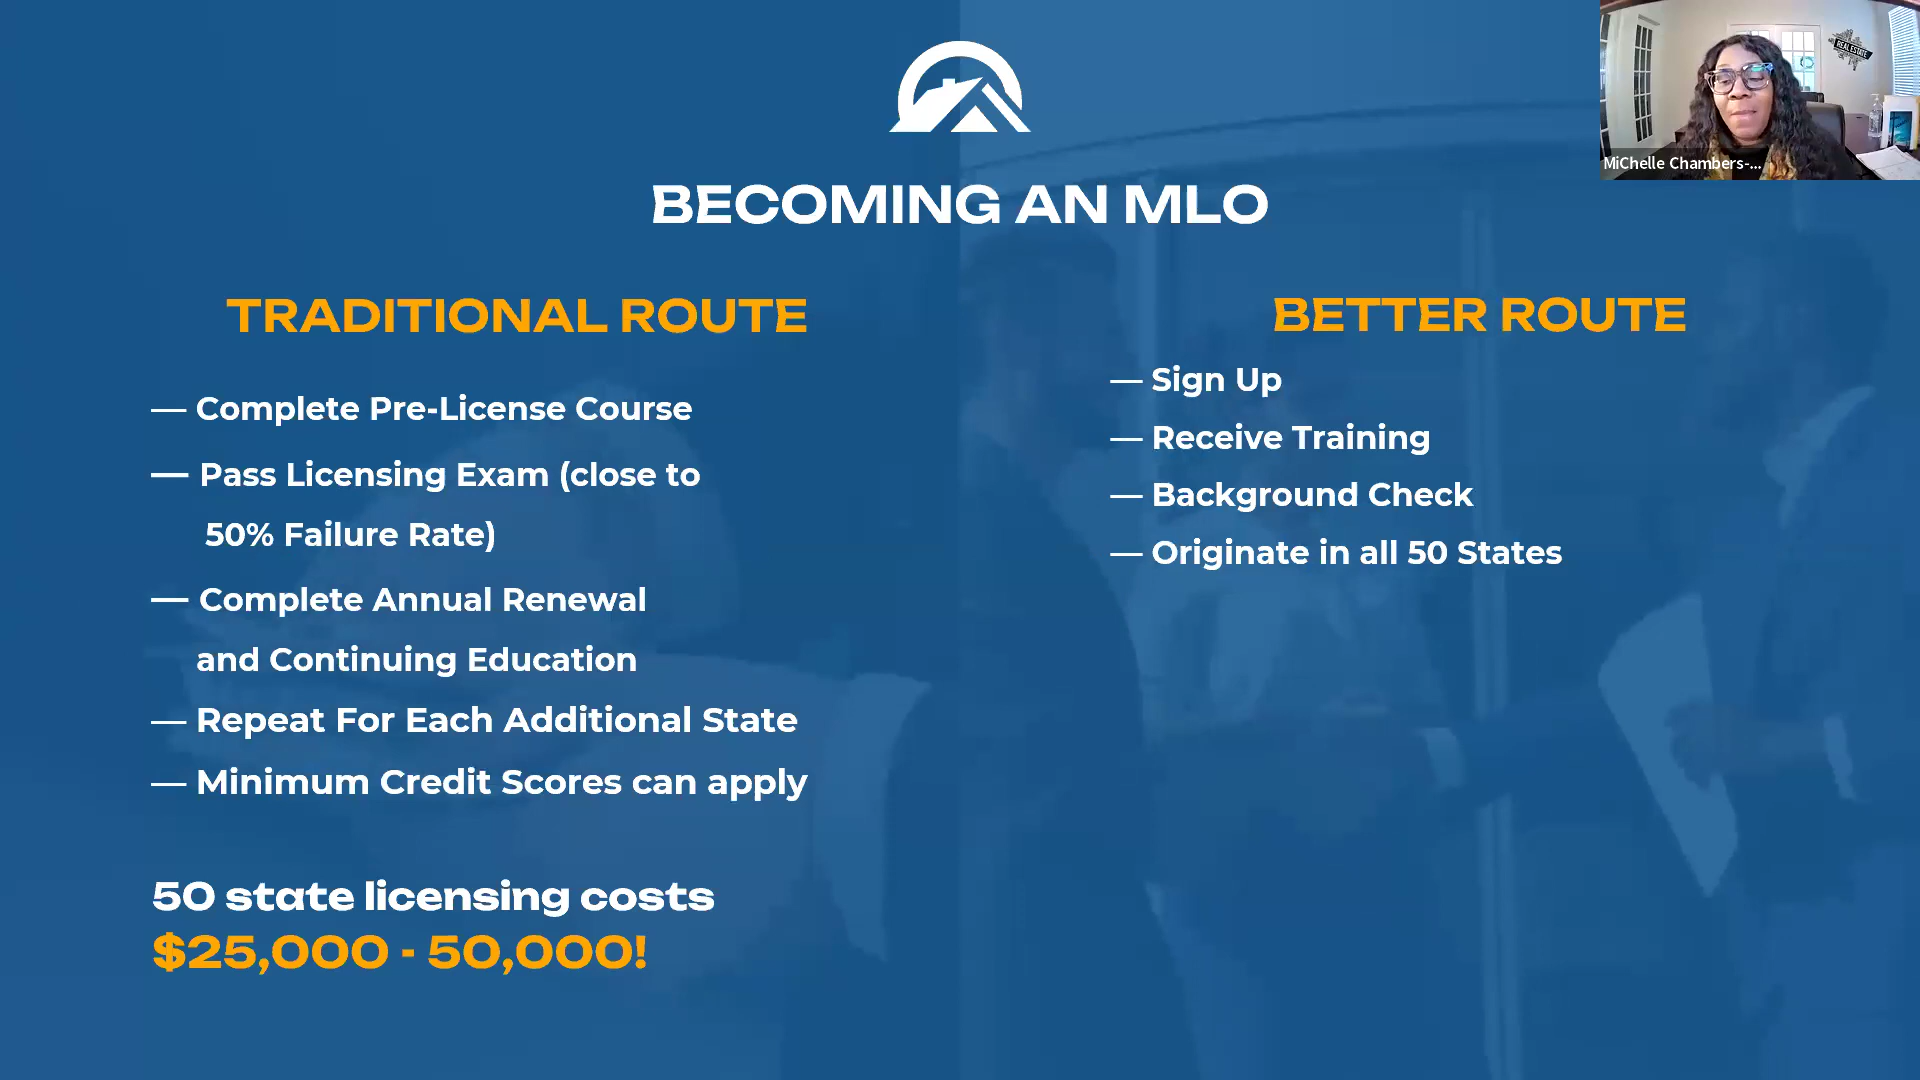 BECOMING AN MLO
TRADITIONAL ROUTE
— Complete Pre-License Course
— Pass Licensing Exam (close to
50% Failure Rate)
— Complete Annual Renewal
and Continuing Education
— Repeat For Each Additional State
— Minimum Credit Scores can apply
50 state licensing costs
$25,000 - 50,000!
BETTER ROUTE
— Sign Up
— Receive Training
— Background Check
— Originate in all 50 States
REAL ESTATE
MiChelle Chambers-...